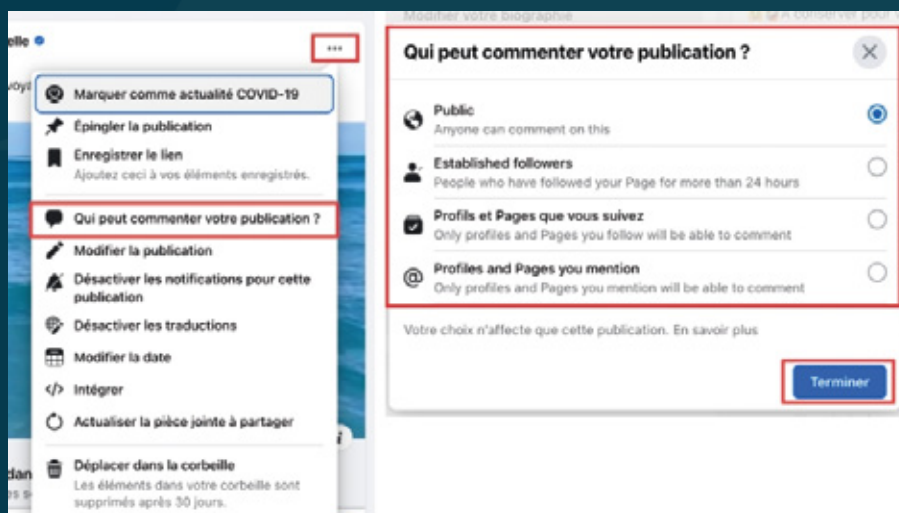 elle
...
voya
Marquer comme actualité COVID-19
Épingler la publication
Enregistrer le lien
Ajoutez ceci à vos éléments enregistrés.
Qui peut commenter votre publication ?
Modifier la publication
Désactiver les notifications pour cette
publication
Désactiver les traductions
Modifier la date
</> Intégrer
Actualiser la pièce jointe à partager
i
dan
Déplacer dans la corbeille
Les éléments dans votre corbeille sont
supprimés après 30 jours.
es s
Modifier votre biographie
A conserver pour v
Qui peut commenter votre publication ?
Public
Anyone can comment on this
Established followers
People who have followed your Page for more than 24 hours
Profils et Pages que vous suivez
Only profiles and Pages you follow will be able to comment
@ Profiles and Pages you mention
Only profiles and Pages you mention will be able to comment
Votre choix n'affecte que cette publication. En savoir plus
Terminer